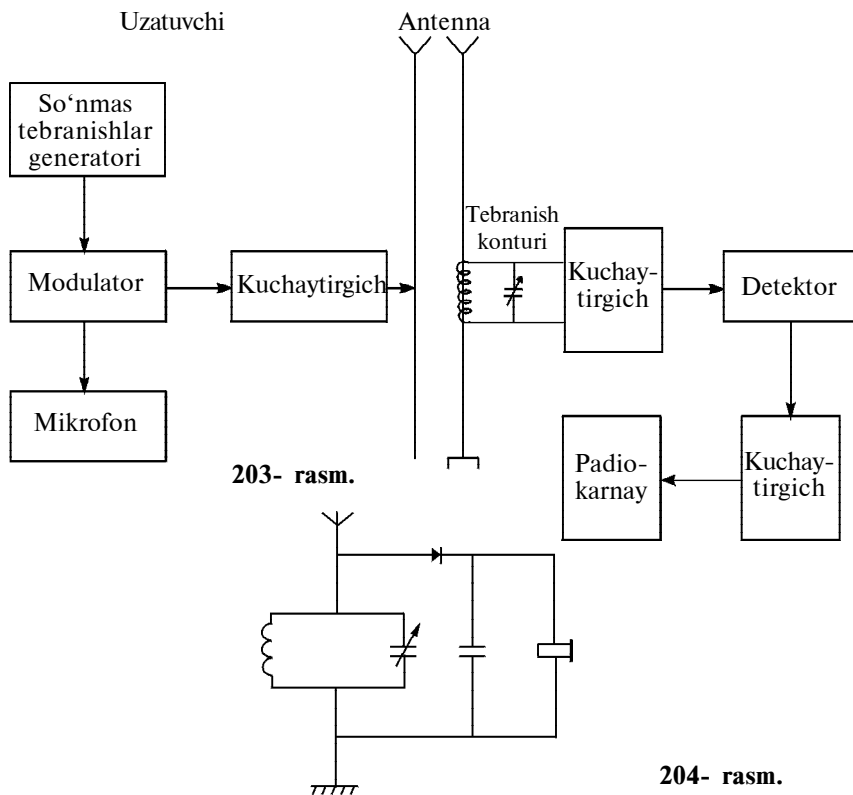 Uzatuvchi
Antenna
So‘nmas
tebranishlar
generatori
Modulator
Kuchaytirgich
Mikrofon
Tebranish
konturi
Kuchay-
tirgich
Detektor
Padio-
karnay
Kuchay-
tirgich
203- rasm.
204- rasm.